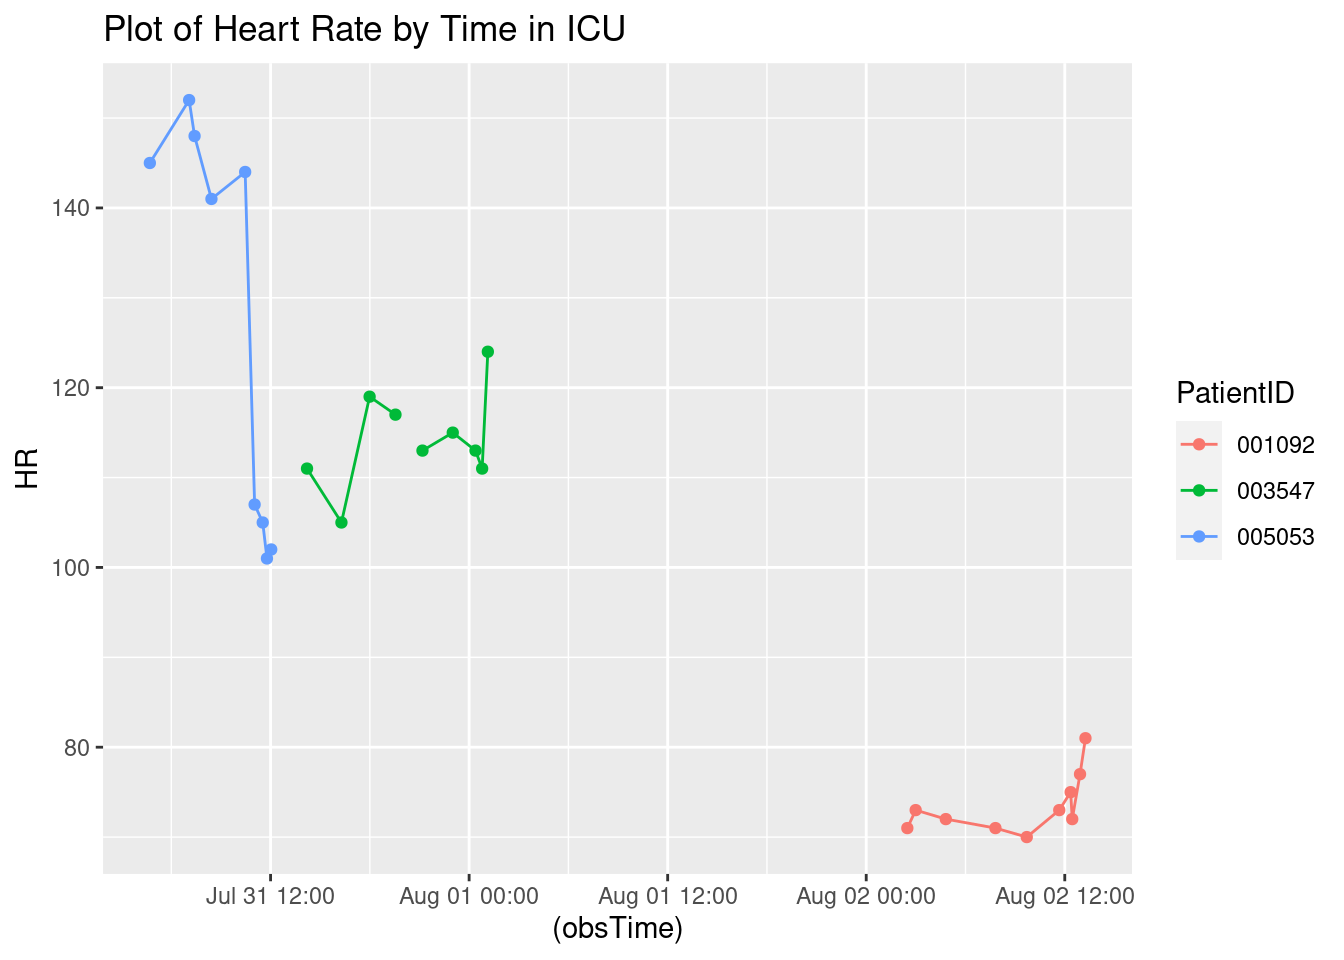 Plot of Heart Rate by Time in ICU
HR
140
120
100
80
Jul 31 12:00 Aug 01 00:00 Aug 01 12:00 Aug 02 00:00 Aug 02 12:00
(obsTime)
PatientID
001092
003547
005053